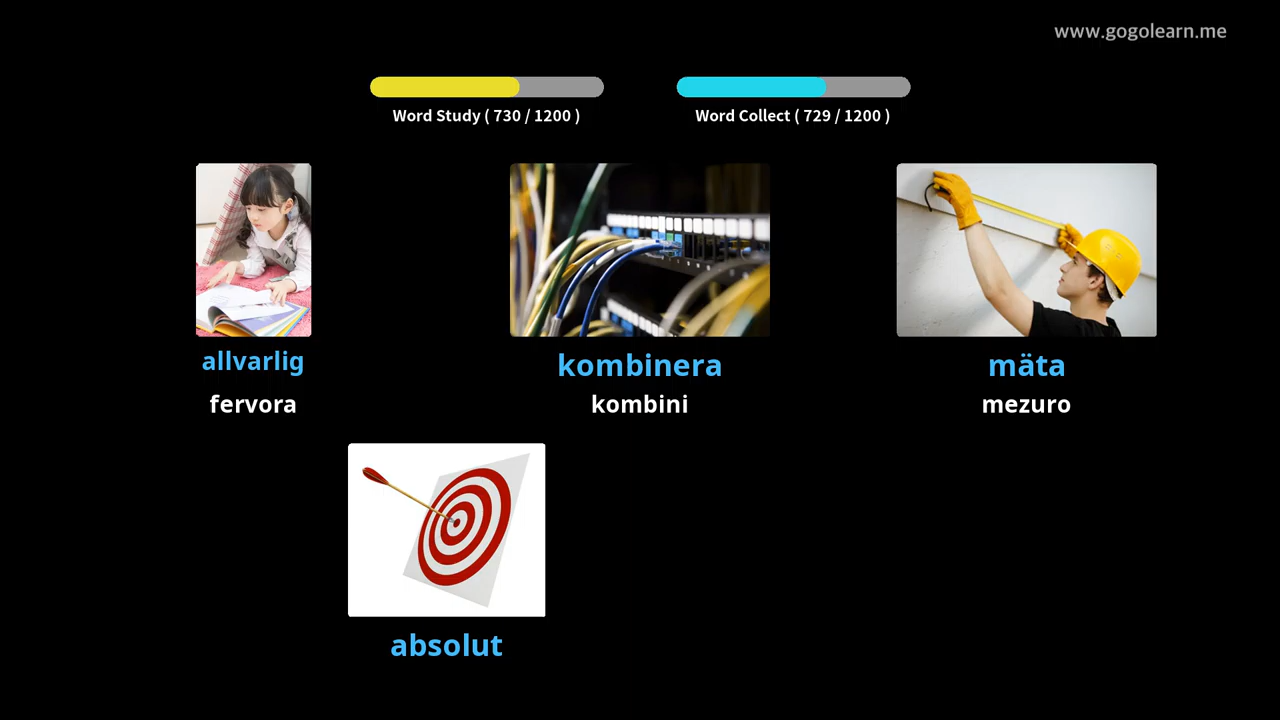 www.gogolearn.me
Word Study ( 730 / 1200 )
Word Collect ( 729 / 1200 )
allvarlig
fervora
kombinera
kombini
mäta
mezuro
absolut